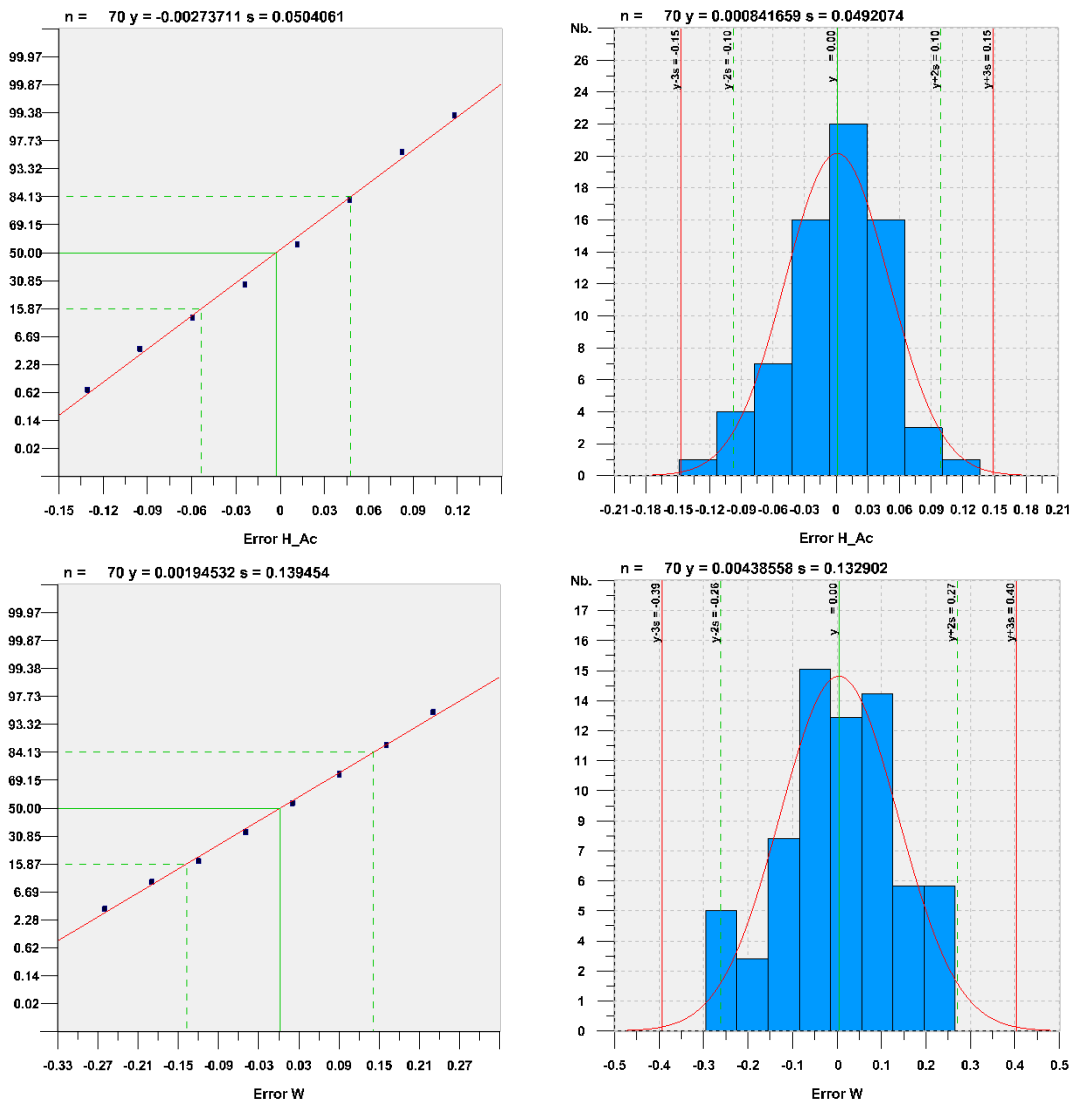 n = 70 y = -0.00273711 s = 0.0504061
99.97
99.87
99.38
97.73
93.32
84.13
69.15
50.00
30.85
15.87
6.69
2.28
0.62
0.14
0.02
-0.15 -0.12 -0.09 -0.06 -0.03 0 0.03 0.06 0.09 0.12
Error H_Ac
n = 70 y = 0.000841659 s = 0.0492074
Nb.
y-3s = -0.15
y-2s = -0.10
y = 0.00
y+2s = 0.10
y+3s = 0.15
26
24
22
20
18
16
14
12
10
8
6
4
2
0
-0.21 -0.18 -0.15 -0.12 -0.09 -0.06 -0.03 0 0.03 0.06 0.09 0.12 0.15 0.18 0.21
Error H_Ac
n = 70 y = 0.00194532 s = 0.139454
99.97
99.87
99.38
97.73
93.32
84.13
69.15
50.00
30.85
15.87
6.69
2.28
0.62
0.14
0.02
-0.33 -0.27 -0.21 -0.15 -0.09 -0.03 0.03 0.09 0.15 0.21 0.27
Error W
n = 70 y = 0.00438558 s = 0.132902
Nb.
y-3s = -0.39
y-2s = -0.26
y = 0.00
y+2s = 0.27
y+3s = 0.40
17
15
14
13
12
10
9
8
6
5
4
2
1
0
-0.5 -0.4 -0.3 -0.2 -0.1 0 0.1 0.2 0.3 0.4 0.5
Error W